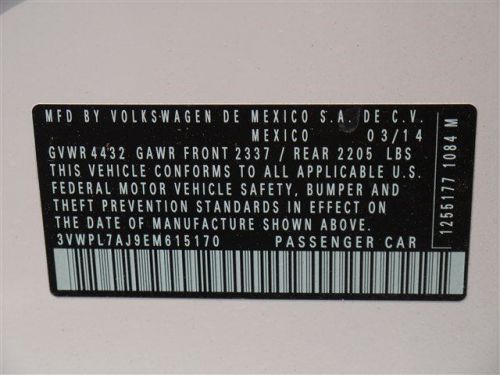 MFD BY VOLKSWAGEN DE MEXICO S.A. DE C.V.
MEXICO 03/14
GVWR 4432 GAWR FRONT 2337 / REAR 2205 LBS
THIS VEHICLE CONFORMS TO ALL APPLICABLE U.S.
FEDERAL MOTOR VEHICLE SAFETY, BUMPER AND
THEFT PREVENTION STANDARDS IN EFFECT ON
THE DATE OF MANUFACTURE SHOWN ABOVE.
3VWPL7AJ9EM615170 PASSENGER CAR
1255177 1084 M